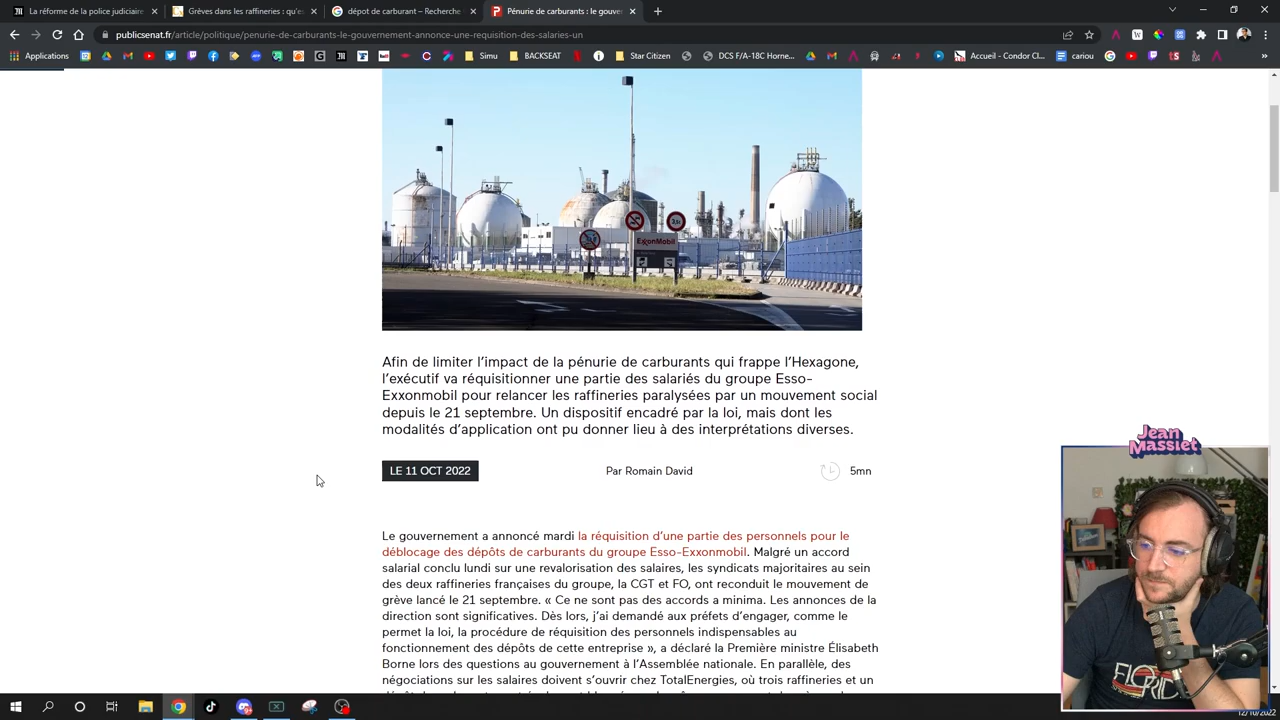 La réforme de la police judiciaire
Grèves dans les raffineries : qu'es
dépôt de carburant – Recherche
Pénurie de carburants: le gouver
publicsenat.fr/article/politique/penurie-de-carburants-le-gouvernement-annonce-une-requisition-des-salaries-un
Applications
Simu
BACKSEAT
Star Citizen
DCS F/A-18C Horne...
Accueil - Condor Cl...
cariou
ExxonMobil
Afin de limiter l'impact de la pénurie de carburants qui frappe l'Hexagone,
l'exécutif va réquisitionner une partie des salariés du groupe Esso-
Exxonmobil pour relancer les raffineries paralysées par un mouvement social
depuis le 21 septembre. Un dispositif encadré par la loi, mais dont les
modalités d'application ont pu donner lieu à des interprétations diverses.
LE 11 OCT 2022
Par Romain David
5mn
Jean
Massiet
Le gouvernement a annoncé mardi la réquisition d'une partie des personnels pour le
déblocage des dépôts de carburants du groupe Esso-Exxonmobil. Malgré un accord
salarial conclu lundi sur une revalorisation des salaires, les syndicats majoritaires au sein
des deux raffineries françaises du groupe, la CGT et FO, ont reconduit le mouvement de
grève lancé le 21 septembre. « Ce ne sont pas des accords a minima. Les annonces de la
direction sont significatives. Dès lors, j'ai demandé aux préfets d'engager, comme le
permet la loi, la procédure de réquisition des personnels indispensables au
fonctionnement des dépôts de cette entreprise », a déclaré la Première ministre Élisabeth
Borne lors des questions au gouvernement à l'Assemblée nationale. En parallèle, des
négociations sur les salaires doivent s'ouvrir chez TotalEnergies, où trois raffineries et un
12/10/2022